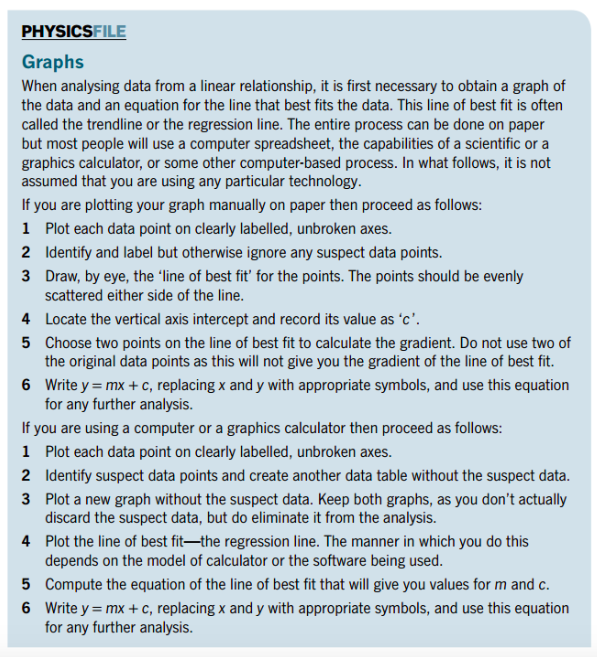 PHYSICSFILE
Graphs
When analysing data from a linear relationship, it is first necessary to obtain a graph of
the data and an equation for the line that best fits the data. This line of best fit is often
called the trendline or the regression line. The entire process can be done on paper
but most people will use a computer spreadsheet, the capabilities of a scientific or a
graphics calculator, or some other computer-based process. In what follows, it is not
assumed that you are using any particular technology.
If you are plotting your graph manually on paper then proceed as follows:
1 Plot each data point on clearly labelled, unbroken axes.
2 Identify and label but otherwise ignore any suspect data points.
3 Draw, by eye, the ‘line of best fit’ for the points. The points should be evenly
scattered either side of the line.
4 Locate the vertical axis intercept and record its value as ‘c’.
5 Choose two points on the line of best fit to calculate the gradient. Do not use two of
the original data points as this will not give you the gradient of the line of best fit.
6 Write y = mx + c, replacing x and y with appropriate symbols, and use this equation
for any further analysis.
If you are using a computer or a graphics calculator then proceed as follows:
1 Plot each data point on clearly labelled, unbroken axes.
2 Identify suspect data points and create another data table without the suspect data.
3 Plot a new graph without the suspect data. Keep both graphs, as you don’t actually
discard the suspect data, but do eliminate it from the analysis.
4 Plot the line of best fit—the regression line. The manner in which you do this
depends on the model of calculator or the software being used.
5 Compute the equation of the line of best fit that will give you values for m and c.
6 Write y = mx + c, replacing x and y with appropriate symbols, and use this equation
for any further analysis.